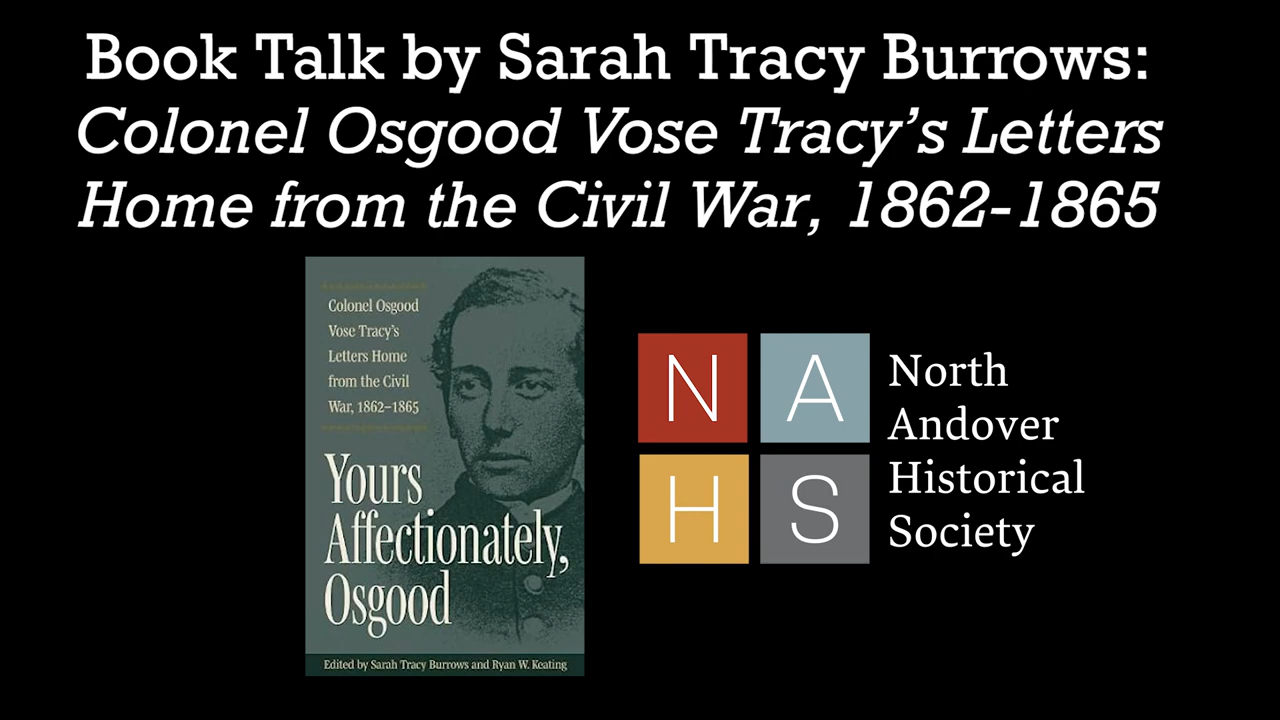 Book Talk by Sarah Tracy Burrows:
Colonel Osgood Vose Tracy’s Letters
Home from the Civil War, 1862-1865
Colonel Osgood
Vose Tracy's
Letters Home
from the Civil
War, 1862–1865
Yours
Affectionately,
Osgood
Edited by Sarah Tracy Burrows and Ryan W. Keating
N A
H S
North
Andover
Historical
Society